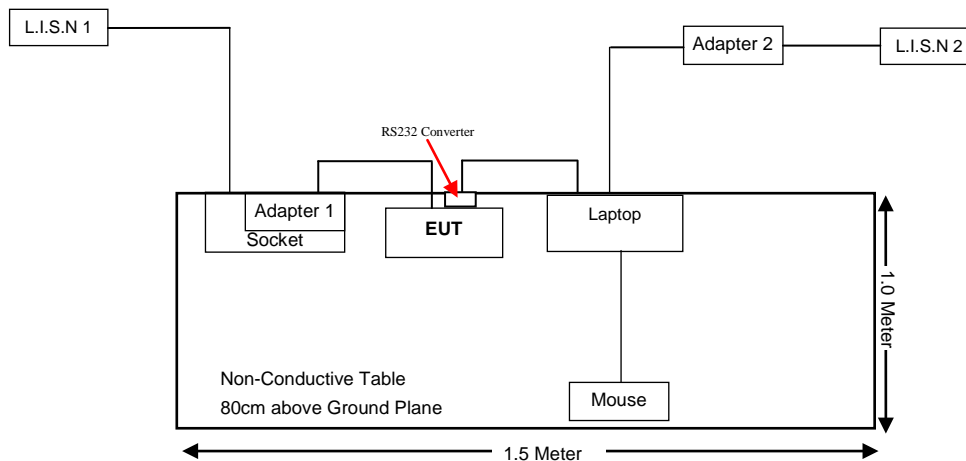 L.I.S.N 1
Adapter 2
L.I.S.N 2
RS232 Converter
Adapter 1
Socket
EUT
Laptop
1.0 Meter
Non-Conductive Table
80cm above Ground Plane
Mouse
1.5 Meter